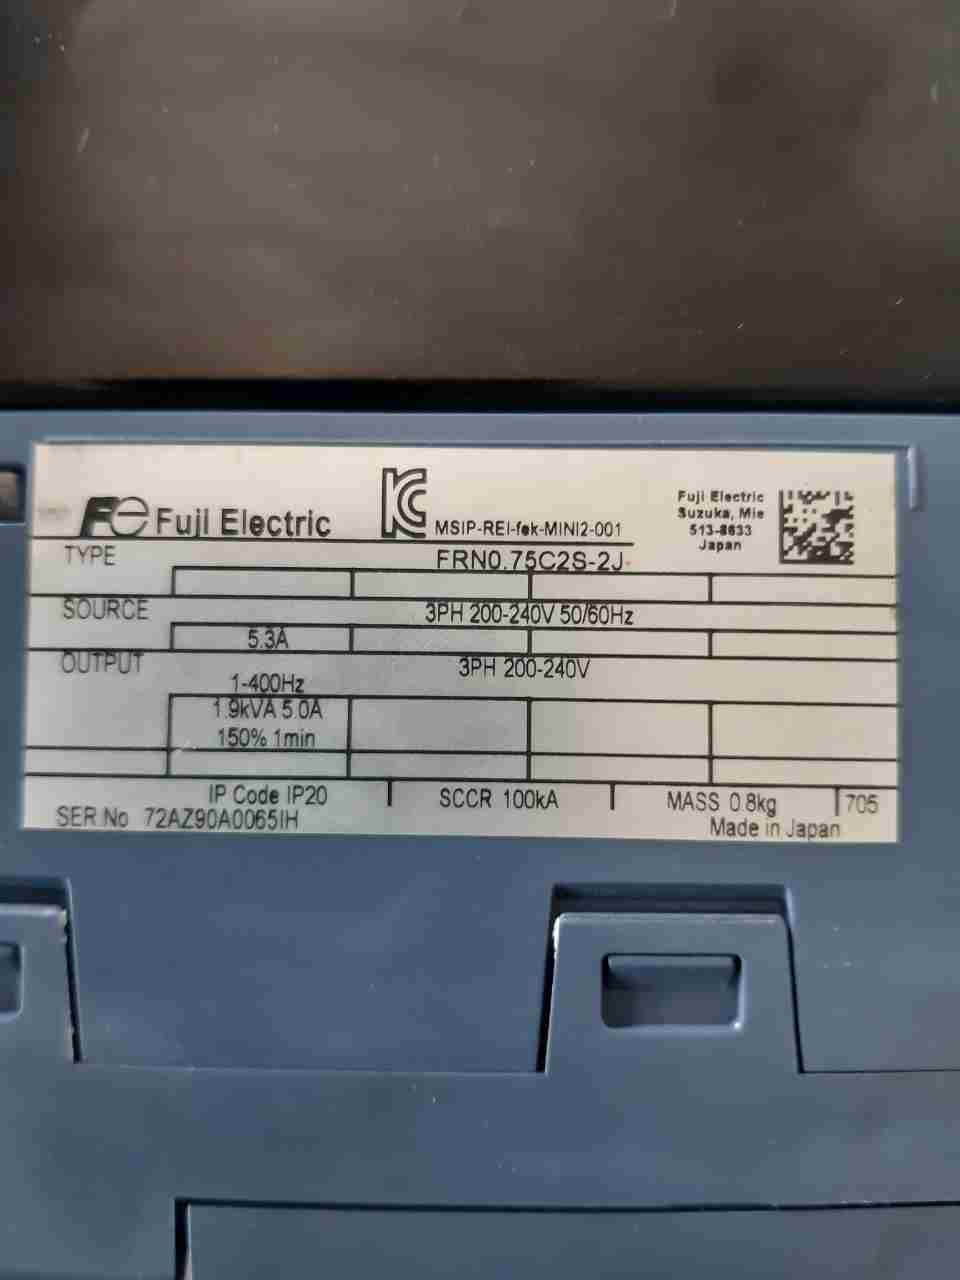 Fe Fuji Electric
MSIP-REI-fek-MINI2-001
Fuji Electric
Suzuka, Mie
513-8633
Japan
TYPE FRN0.75C2S-2J
SOURCE 3PH 200-240V 50/60Hz
5.3A
OUTPUT 3PH 200-240V
1-400Hz
1.9kVA 5.0A
150% 1min
IP Code IP20 SCCR 100kA MASS 0.8kg 705
SER No 72AZ90A0065IH Made in Japan